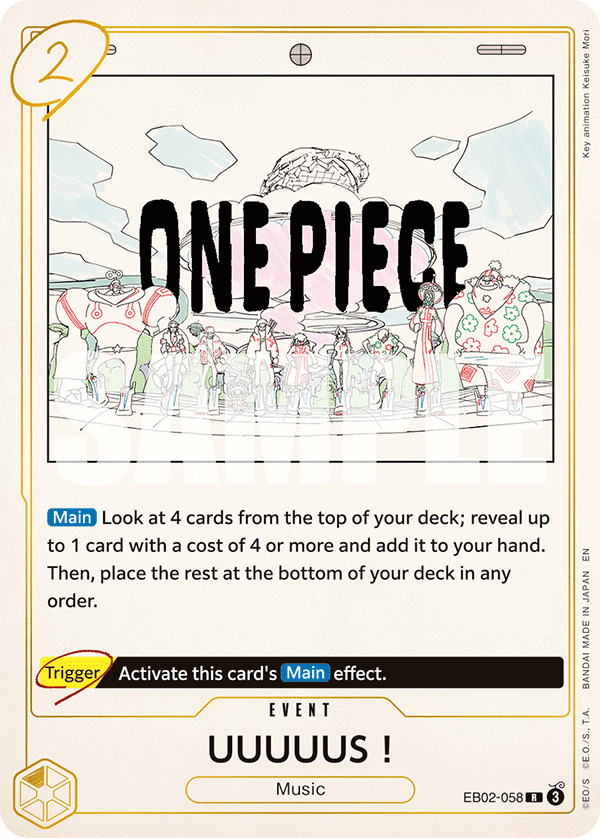 2
Key animation Keisuke Mori
ONE PIECE
SAMPLE
Main Look at 4 cards from the top of your deck; reveal up
to 1 card with a cost of 4 or more and add it to your hand.
Then, place the rest at the bottom of your deck in any
order.
Trigger Activate this card's Main effect.
EVENT
UUUUUS !
Music
EB02-058 R 3
©EO/S ©E.O./S., T.A. BANDAI MADE IN JAPAN EN